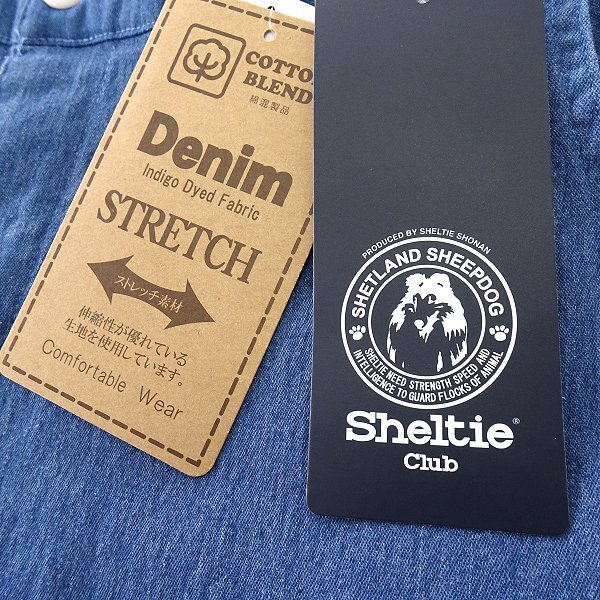 COTTO
BLEND
綿混製品
Denim
Indigo Dyed Fabric
STRETCH
ストレッチ素材
伸縮性が優れている
生地を使用しています。
Comfortable Wear
PRODUCED BY SHELTIE SHONAN
SHETLAND SHEEPDOG
SHELTIE NEED STRENGTH SPEED AND
INTELLIGENCE TO GUARD FLOCKS OF ANIMAL
Sheltie®
Club